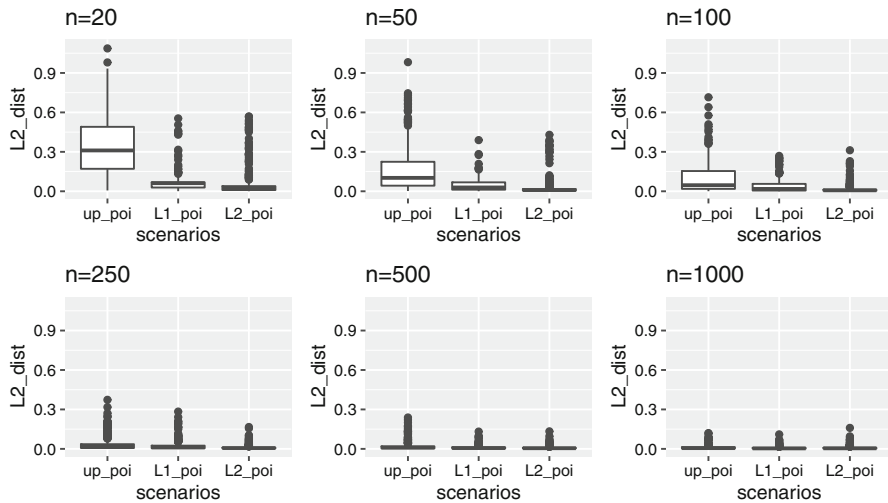 n=20
n=50
n=100
L2_dist
0.9
0.6
0.3
0.0
up_poi L1_poi L2_poi
scenarios
L2_dist
0.9
0.6
0.3
0.0
up_poi L1_poi L2_poi
scenarios
L2_dist
0.9
0.6
0.3
0.0
up_poi L1_poi L2_poi
scenarios
n=250
n=500
n=1000
L2_dist
0.9
0.6
0.3
0.0
up_poi L1_poi L2_poi
scenarios
L2_dist
0.9
0.6
0.3
0.0
up_poi L1_poi L2_poi
scenarios
L2_dist
0.9
0.6
0.3
0.0
up_poi L1_poi L2_poi
scenarios